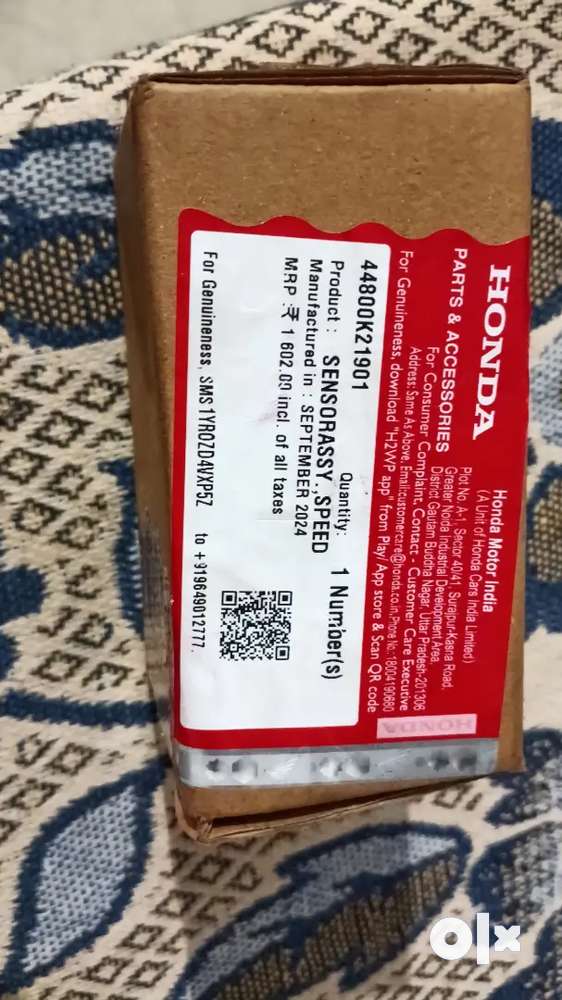 HONDA
PARTS & ACCESSORIES
Honda Motor India
(A Unit of Honda Cars India Limited)
Plot No. A-1, Sector 40/41, Surajpur-Kasna Road,
Greater Noida Industrial Development Area,
District Gautam Buddha Nagar, Uttar Pradesh-201306
For Consumer Complaint, Contact - Customer Care Executive
Address: Same As Above, Email:customercare@honda.co.in, Phone No.:18004190680
For Genuineness, download "H2WP app" from Play/ App store & Scan QR code
HONDA
44800K21901
Quantity: 1 Number(s)
Product : SENSORASSY.,SPEED
Manufactured in : SEPTEMBER 2024
M.R.P :₹ 1 602.00 incl. of all taxes
For Genuineness, SMS 1YR0ZD4VXP5Z to +919649012777.
olx